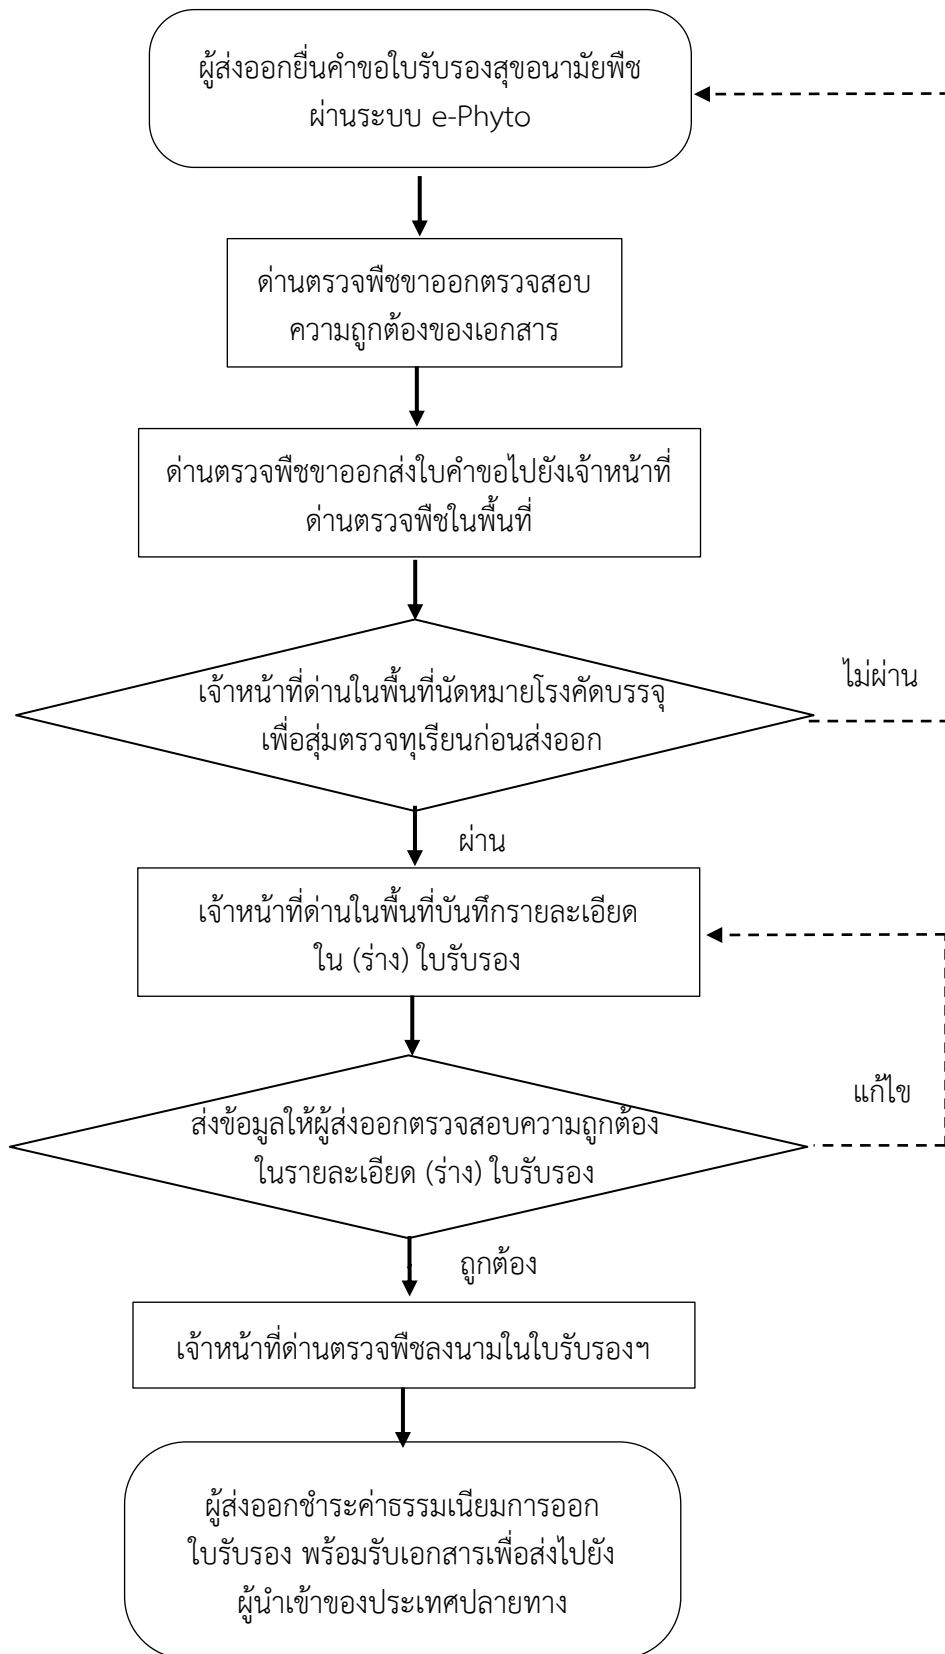 ผู้ส่งออกยื่นคำขอใบรับรองสุขอนามัยพืช
ผ่านระบบ e-Phyto
ด่านตรวจพืชขาออกตรวจสอบ
ความถูกต้องของเอกสาร
ด่านตรวจพืชขาออกส่งใบคำขอไปยังเจ้าหน้าที่
ด่านตรวจพืชในพื้นที่
เจ้าหน้าที่ด่านในพื้นที่นัดหมายโรงคัดบรรจุ
เพื่อสุ่มตรวจทุเรียนก่อนส่งออก
ไม่ผ่าน
ผ่าน
เจ้าหน้าที่ด่านในพื้นที่บันทึกรายละเอียด
ใน (ร่าง) ใบรับรอง
ส่งข้อมูลให้ผู้ส่งออกตรวจสอบความถูกต้อง
ในรายละเอียด (ร่าง) ใบรับรอง
แก้ไข
ถูกต้อง
เจ้าหน้าที่ด่านตรวจพืชลงนามในใบรับรองฯ
ผู้ส่งออกชำระค่าธรรมเนียมการออก
ใบรับรอง พร้อมรับเอกสารเพื่อส่งไปยัง
ผู้นำเข้าของประเทศปลายทาง